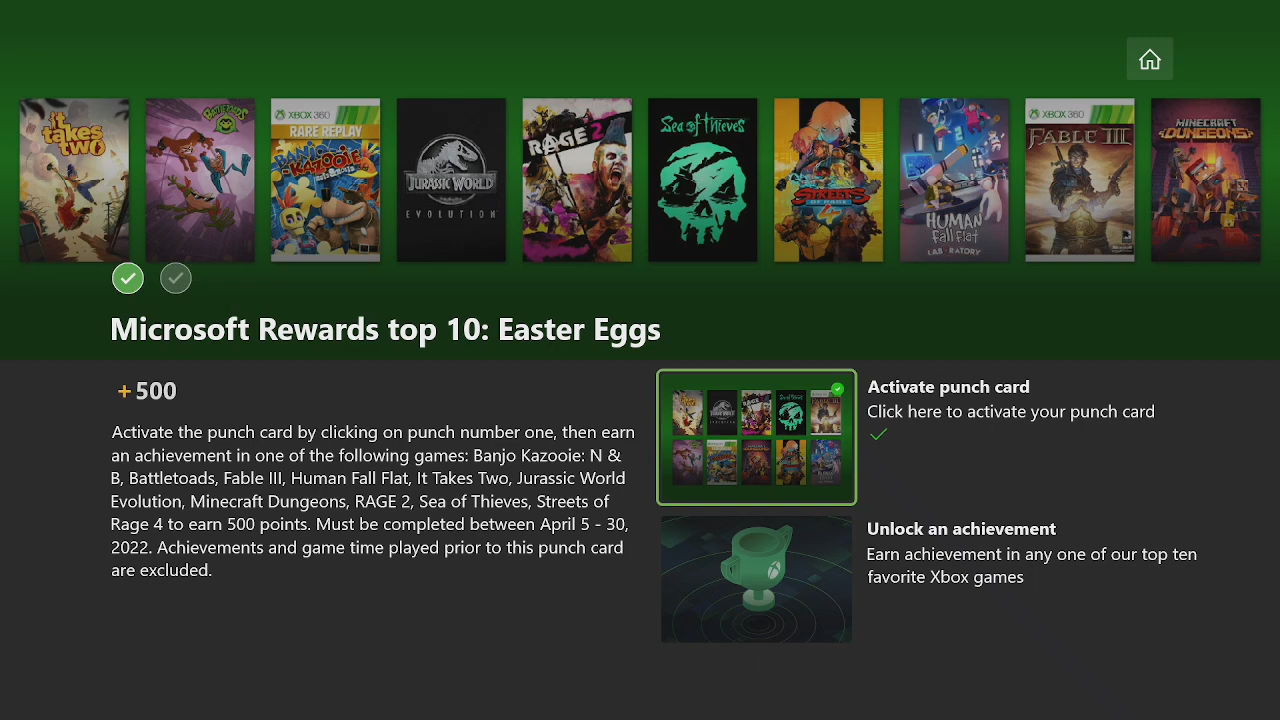 it takes two
BATTLETOADS
XBOX 360
RARE REPLAY
BANJO-KAZOOIE
JURASSIC WORLD
EVOLUTION
RAGE 2
Sea of Thieves
STREETS
OF RAGE 4
HUMAN
fall flat
XBOX 360
FABLE III
MINECRAFT
DUNGEONS
Microsoft Rewards top 10: Easter Eggs
+500
Activate the punch card by clicking on punch number one, then earn
an achievement in one of the following games: Banjo Kazooie: N &
B, Battletoads, Fable III, Human Fall Flat, It Takes Two, Jurassic World
Evolution, Minecraft Dungeons, RAGE 2, Sea of Thieves, Streets of
Rage 4 to earn 500 points. Must be completed between April 5 - 30,
2022. Achievements and game time played prior to this punch card
are excluded.
Activate punch card
Click here to activate your punch card
Unlock an achievement
Earn achievement in any one of our top ten
favorite Xbox games